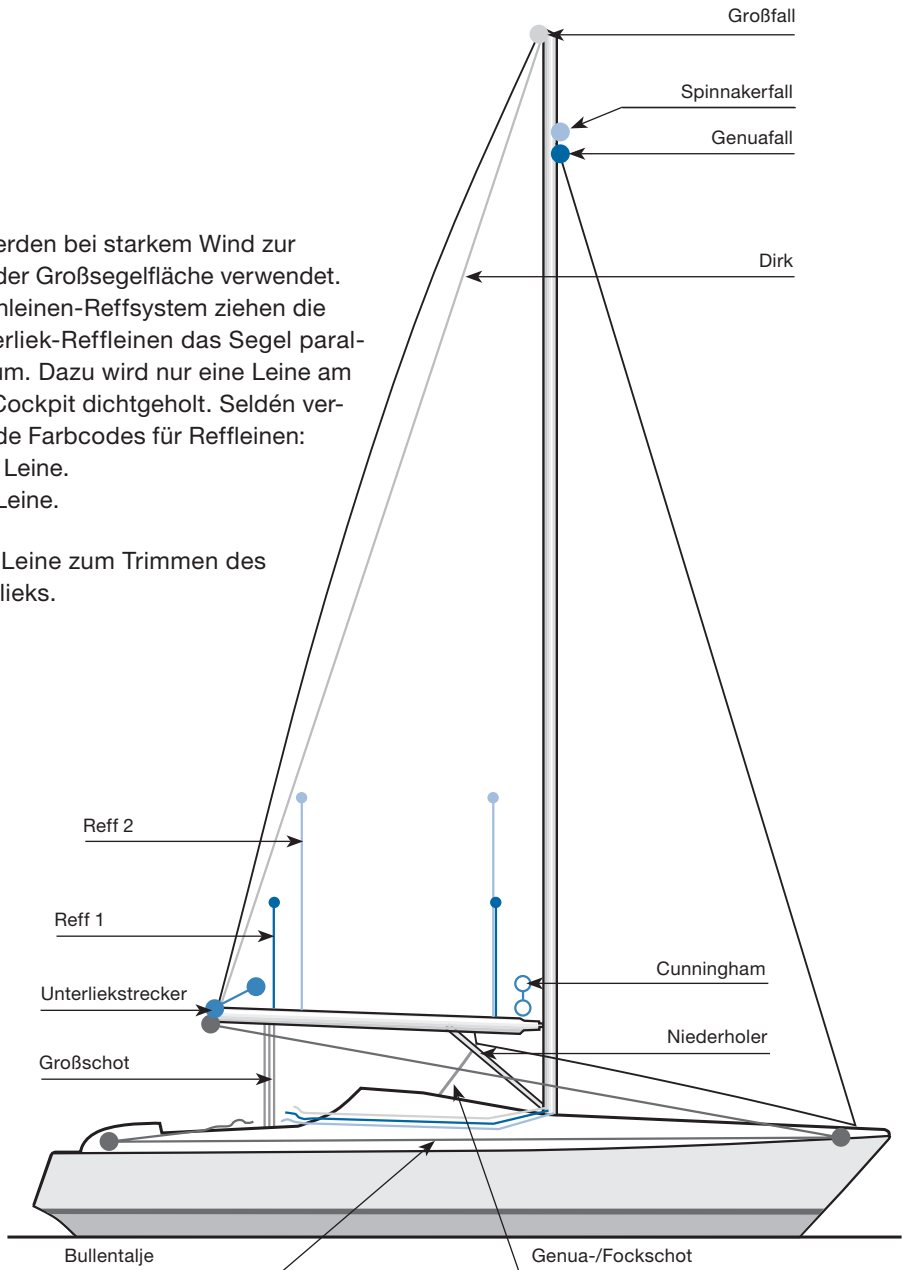 Großfall
Spinnakerfall
Genuafall
erden bei starkem Wind zur
der Großsegelfläche verwendet.
Dirk
nleinen-Reffsystem ziehen die
erliek-Reffleinen das Segel paral-
um. Dazu wird nur eine Leine am
Cockpit dichtgeholt. Seldén ver-
de Farbcodes für Reffleinen:
Leine.
Leine.
Leine zum Trimmen des
lieks.
Reff 2
Reff 1
Cunningham
Unterliekstrecker
Niederholer
Großschot
Bullentalje
Genua-/Fockschot